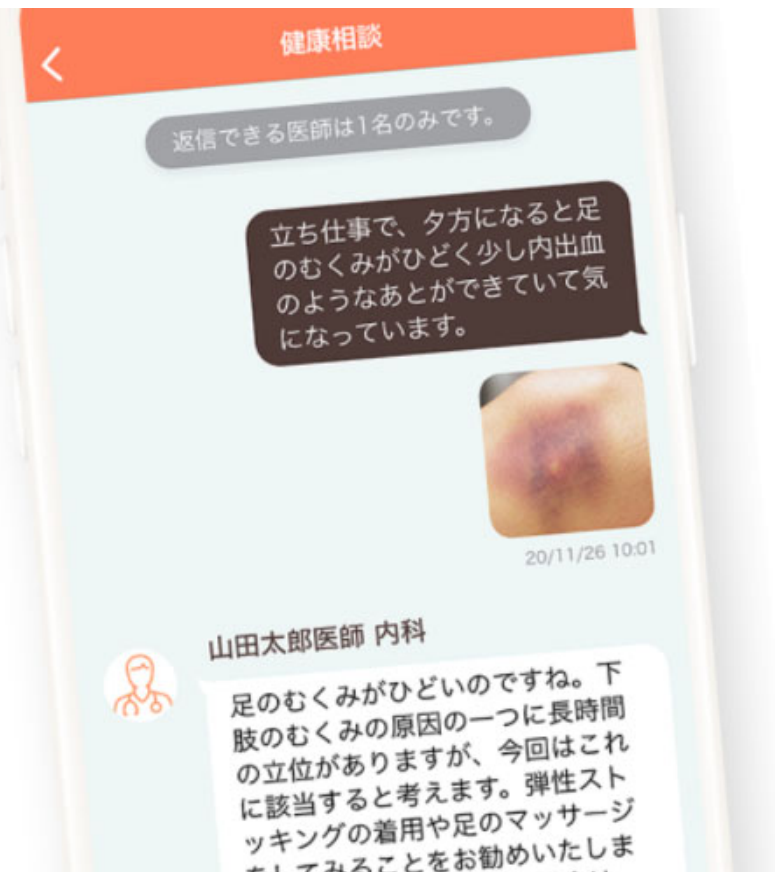 健康相談
返信できる医師は1名のみです。
立ち仕事で、夕方になると足
のむくみがひどく少し内出血
のようなあとができていて気
になっています。
20/11/26 10:01
山田太郎医師 内科
足のむくみがひどいのですね。下
肢のむくみの原因の一つに長時間
の立位がありますが、今回はこれ
に該当すると考えます。弾性スト
ッキングの着用や足のマッサージ
をしてみることをお勧めいたしま